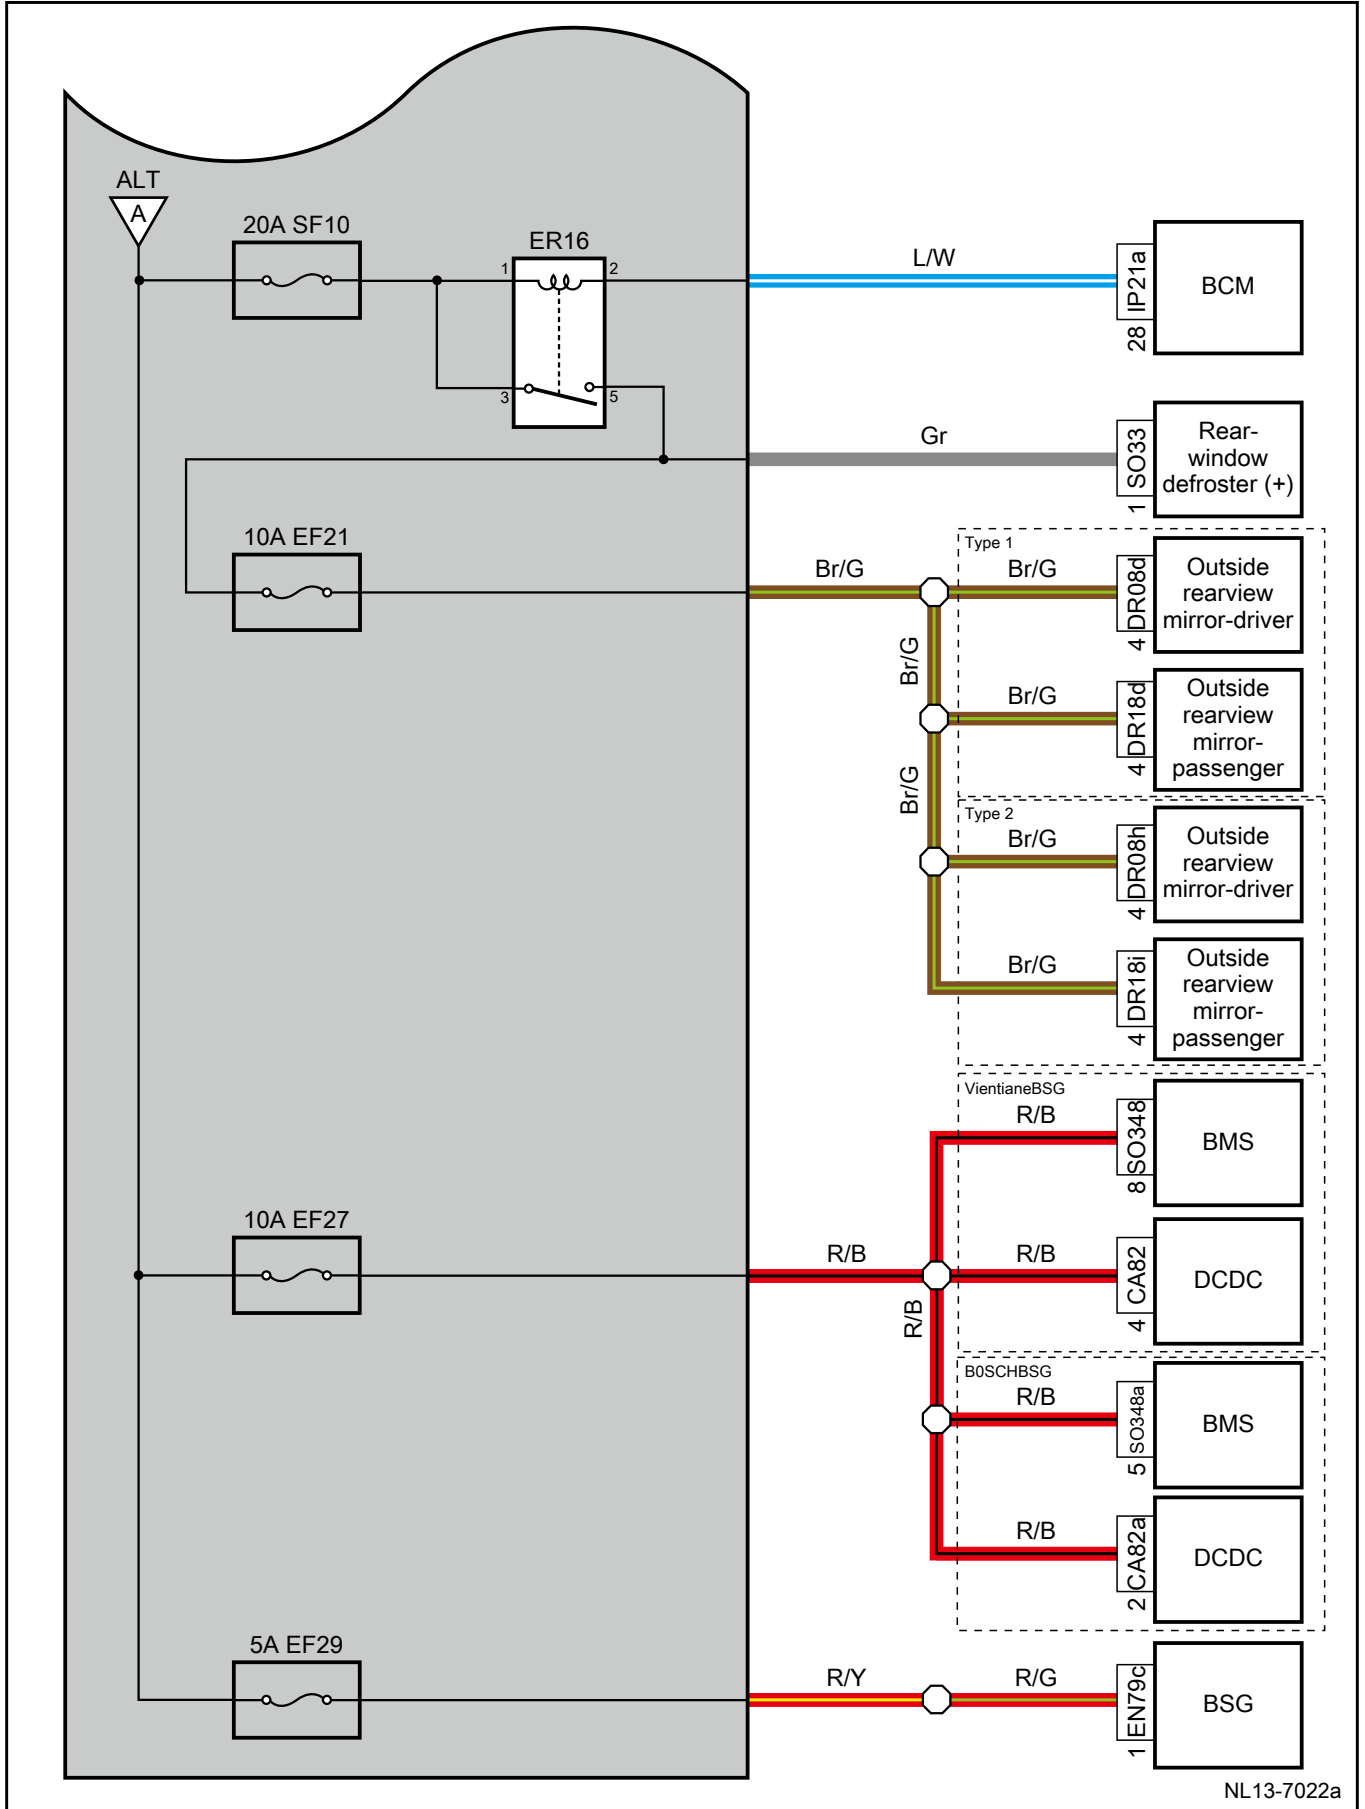 ALT
A
20A SF10
ER16
1
2
3
5
L/W
28 IP21a
BCM
Gr
1 SO33
Rear-
window
defroster (+)
10A EF21
Br/G
Type 1
Br/G
4 DR08d
Outside
rearview
mirror-driver
Br/G
Br/G
4 DR18d
Outside
rearview
mirror-
passenger
Br/G
Type 2
Br/G
4 DR08h
Outside
rearview
mirror-driver
Br/G
4 DR18i
Outside
rearview
mirror-
passenger
VientianeBSG
R/B
8 SO348
BMS
10A EF27
R/B
R/B
4 CA82
DCDC
R/B
B0SCHBSG
R/B
5 SO348a
BMS
R/B
2 CA82a
DCDC
5A EF29
R/Y
R/G
1 EN79c
BSG
NL13-7022a